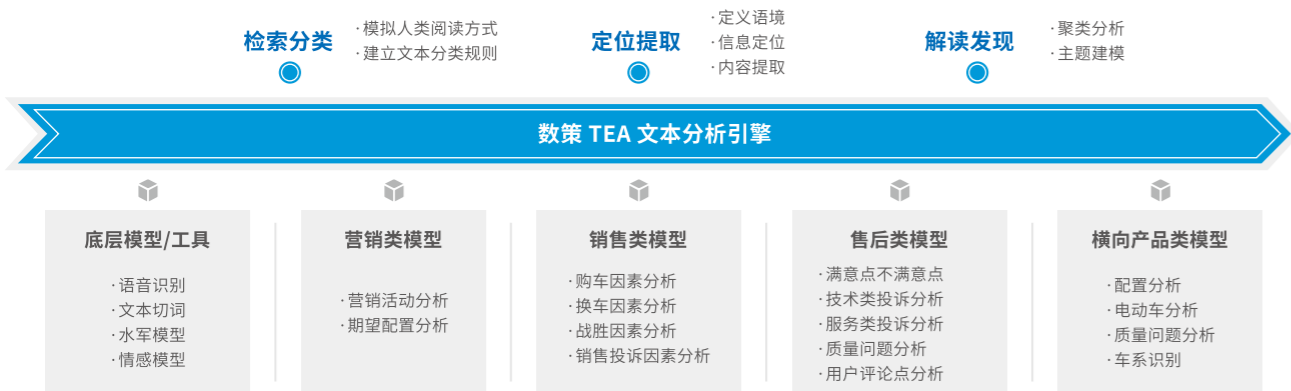 检索分类
·模拟人类阅读方式
·建立文本分类规则
定位提取
·定义语境
·信息定位
·内容提取
解读发现
·聚类分析
·主题建模
数策 TEA 文本分析引擎
底层模型/工具
·语音识别
·文本切词
·水军模型
·情感模型
营销类模型
·营销活动分析
·期望配置分析
销售类模型
·购车因素分析
·换车因素分析
·战胜因素分析
·销售投诉因素分析
售后类模型
·满意点不满意点
·技术类投诉分析
·服务类投诉分析
·质量问题分析
·用户评论点分析
横向产品类模型
·配置分析
·电动车分析
·质量问题分析
·车系识别